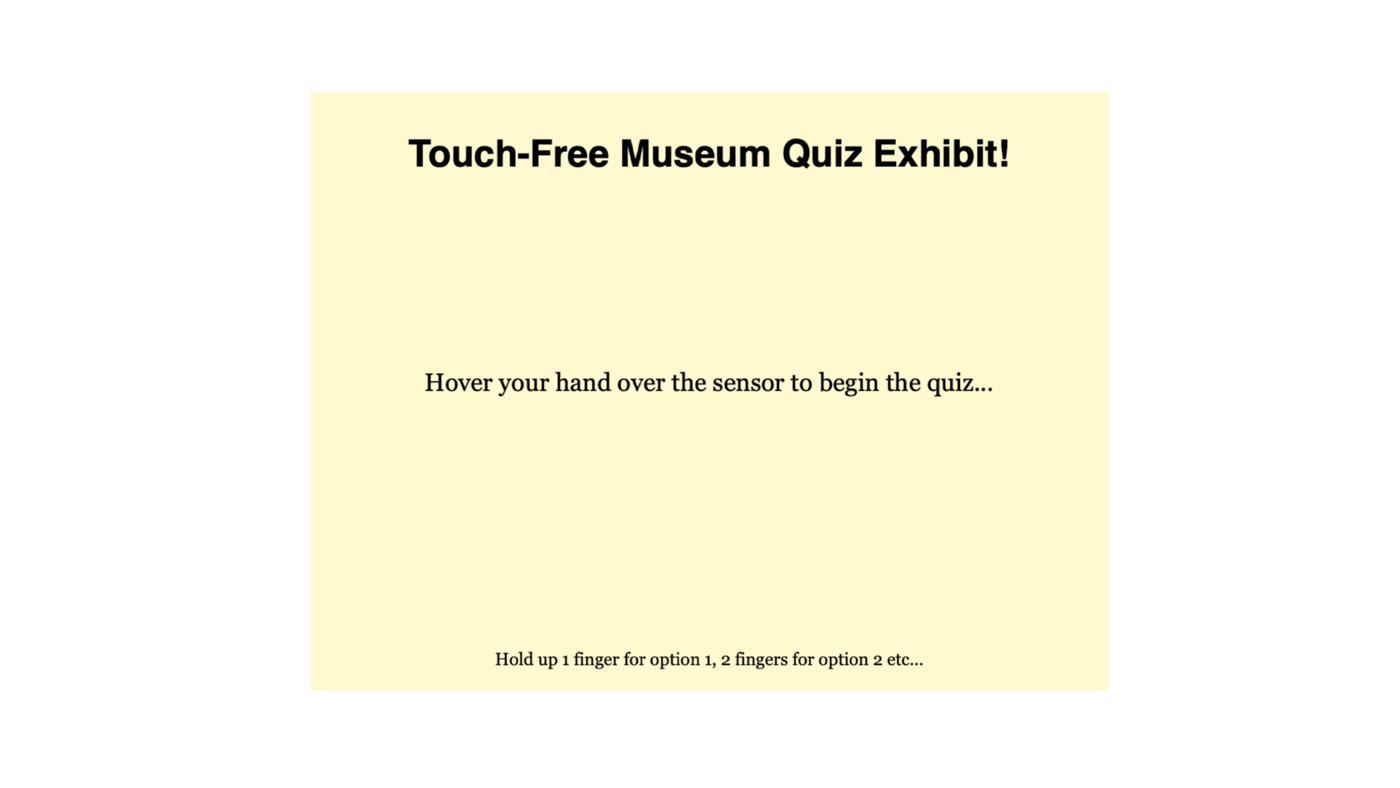 Touch-Free Museum Quiz Exhibit!
Hover your hand over the sensor to begin the quiz...
Hold up 1 finger for option 1, 2 fingers for option 2 etc...